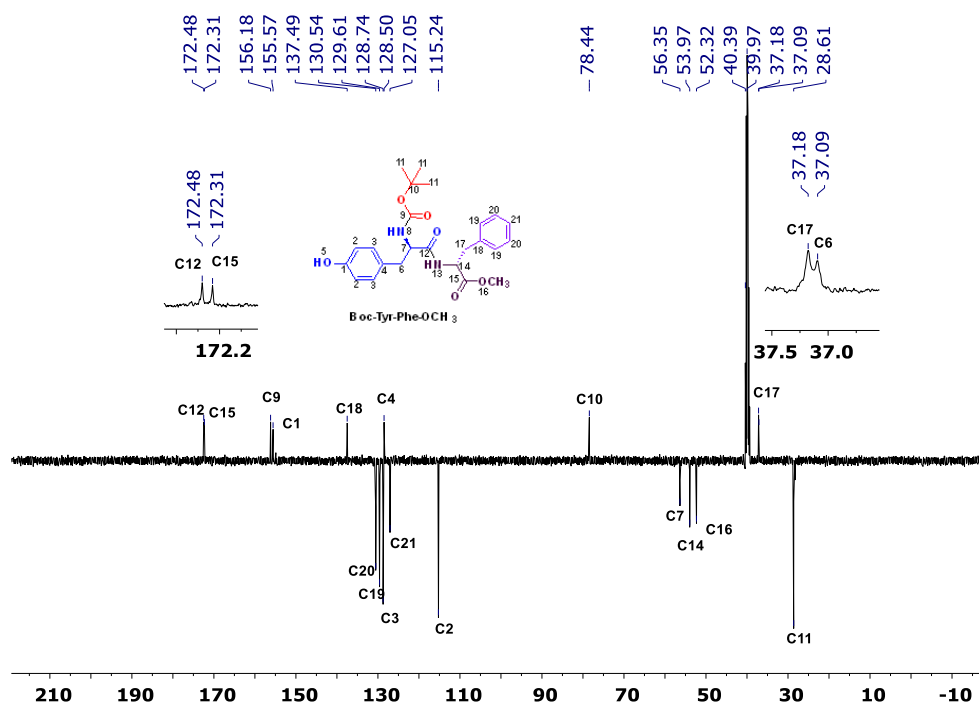 172.48
172.31
156.18
155.57
137.49
130.54
129.61
128.74
128.50
127.05
115.24
78.44
56.35
53.97
52.32
40.39
39.97
37.18
37.09
28.61
172.48
172.31
C12 C15
172.2
11 11
11
10
O
9 O
HN 8
O
5
HO
2 3
7
1 4 6
2 3
12
HN
13
14
15
O
16
OCH3
17
18
19 20
21
20
19
Boc-Tyr-Phe-OCH3
37.18
37.09
C17 C6
37.5 37.0
C12 C15
C9
C1
C18
C4
C10
C17
C20
C19
C3
C21
C2
C7
C14
C16
C11
210 190 170 150 130 110 90 70 50 30 10 -10